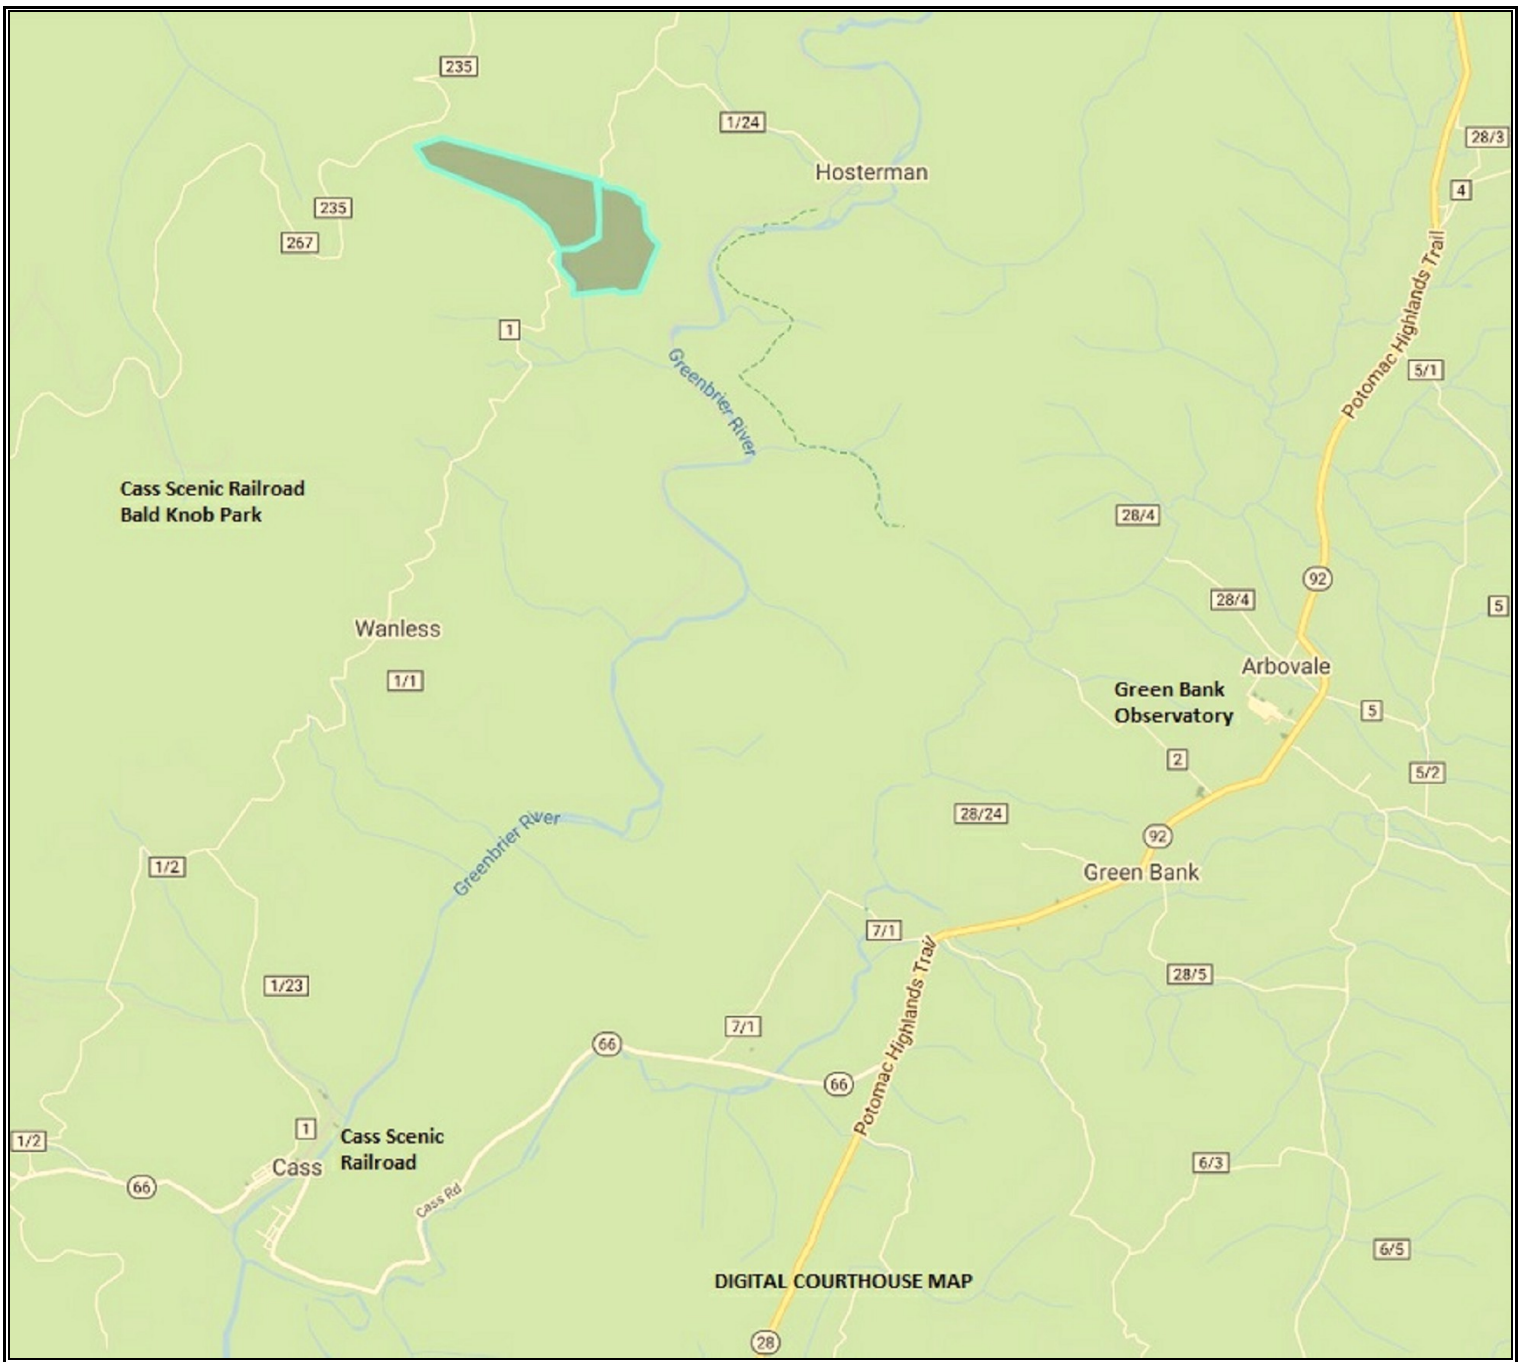 235
1/24
28/3
Hosterman
4
235
267
Potomac Highlands Trail
1
Greenbrier River
5/1
Cass Scenic Railroad
Bald Knob Park
28/4
92
28/4
5
Wanless
Arbovale
1/1
Green Bank
Observatory
5
2
5/2
28/24
Greenbrier River
92
1/2
Green Bank
7/1
Potomac Highlands Trail
28/5
1/23
7/1
66
66
1
1/2
Cass Scenic
Railroad
Cass
6/3
66
Cass Rd
6/5
DIGITAL COURTHOUSE MAP
28